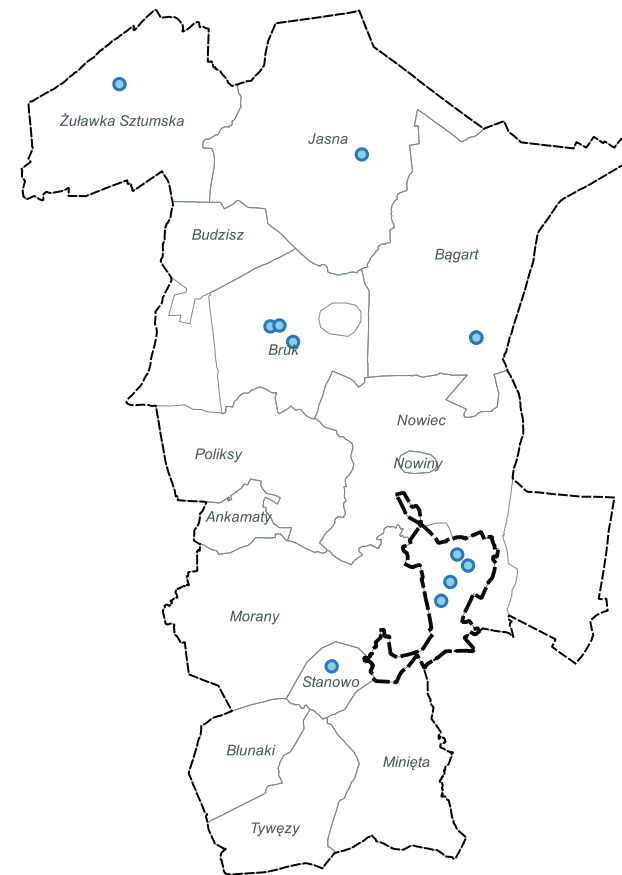 Żuławka Sztumska
Jasna
Budzisz
Bągart
Bruk
Nowiec
Poliksy
Nowiny
Ankamaty
Morany
Stanowo
Blunaki
Minięta
Tywęzy